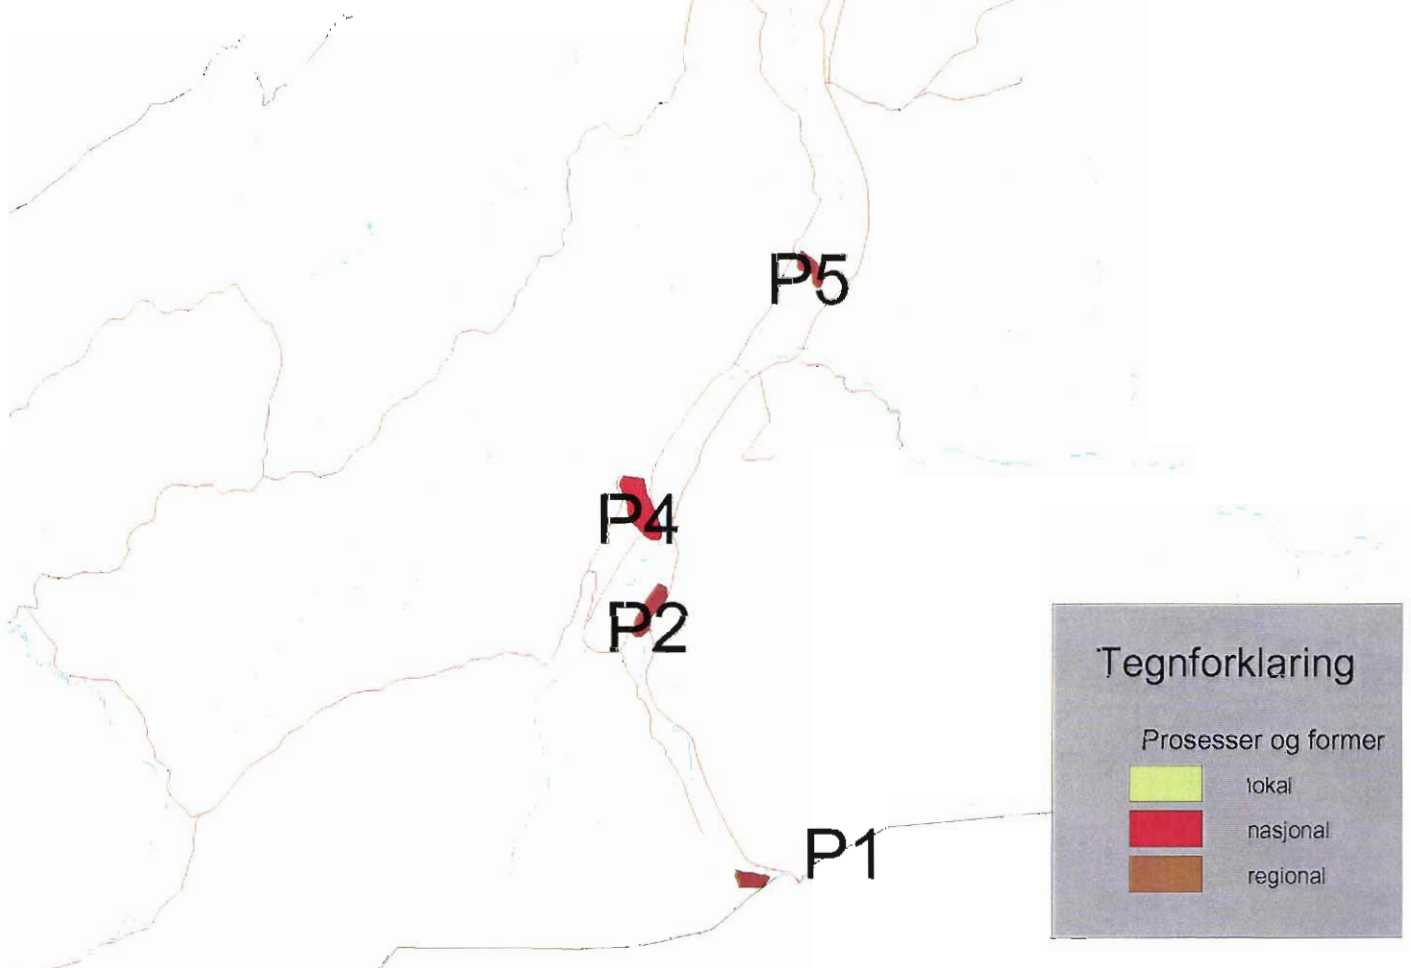 P5
P4
P2
P1
Tegnforklaring
Prosesser og former
lokal
nasjonal
regional